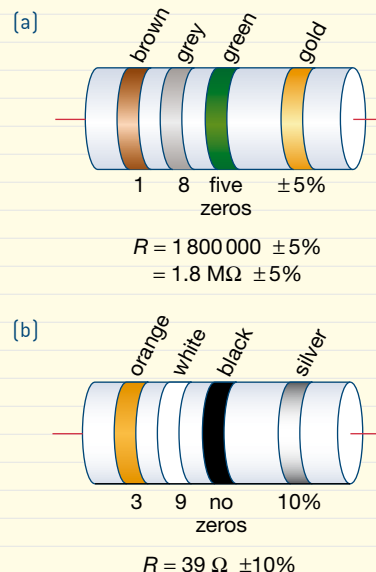 (a)
brown grey green gold
1 8 five zeros ±5%
R = 1 800 000 ±5%
= 1.8 MΩ ±5%
(b)
orange white black silver
3 9 no zeros 10%
R = 39 Ω ±10%